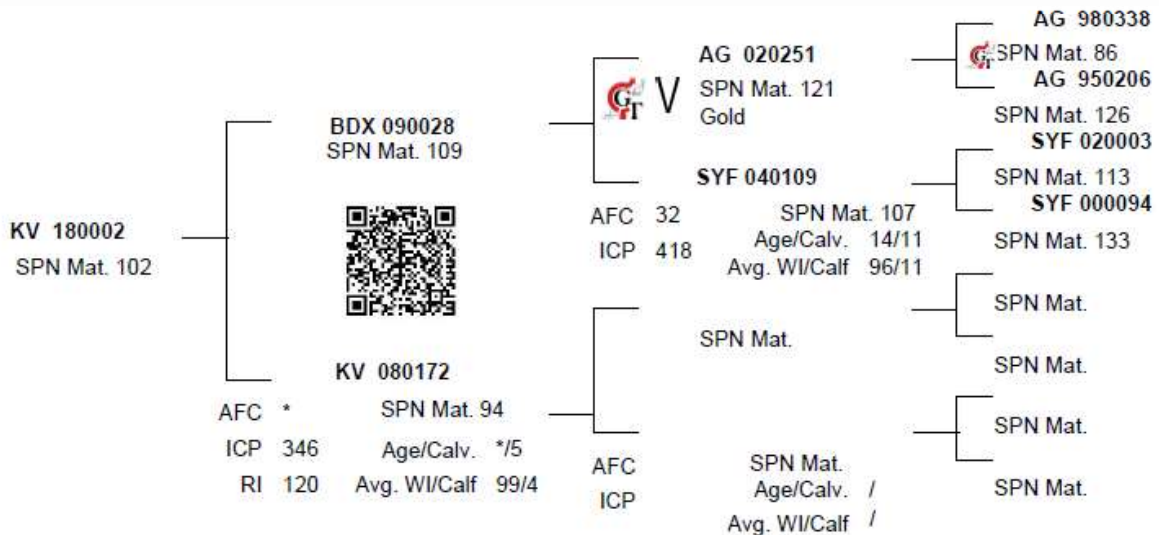 AG 980338
SPN Mat. 86
AG 950206
SPN Mat. 126
AG 020251
GT V SPN Mat. 121
Gold
BDX 090028
SPN Mat. 109
SYF 020003
SPN Mat. 113
SYF 000094
SPN Mat. 133
SYF 040109
AFC 32 SPN Mat. 107
ICP 418 Age/Calv. 14/11
Avg. WI/Calf 96/11
KV 180002
SPN Mat. 102
KV 080172
AFC * SPN Mat. 94
ICP 346 Age/Calv. */5
RI 120 Avg. WI/Calf 99/4
SPN Mat.
SPN Mat.
SPN Mat.
AFC SPN Mat.
ICP Age/Calv. /
Avg. WI/Calf /
SPN Mat.
SPN Mat.
GT